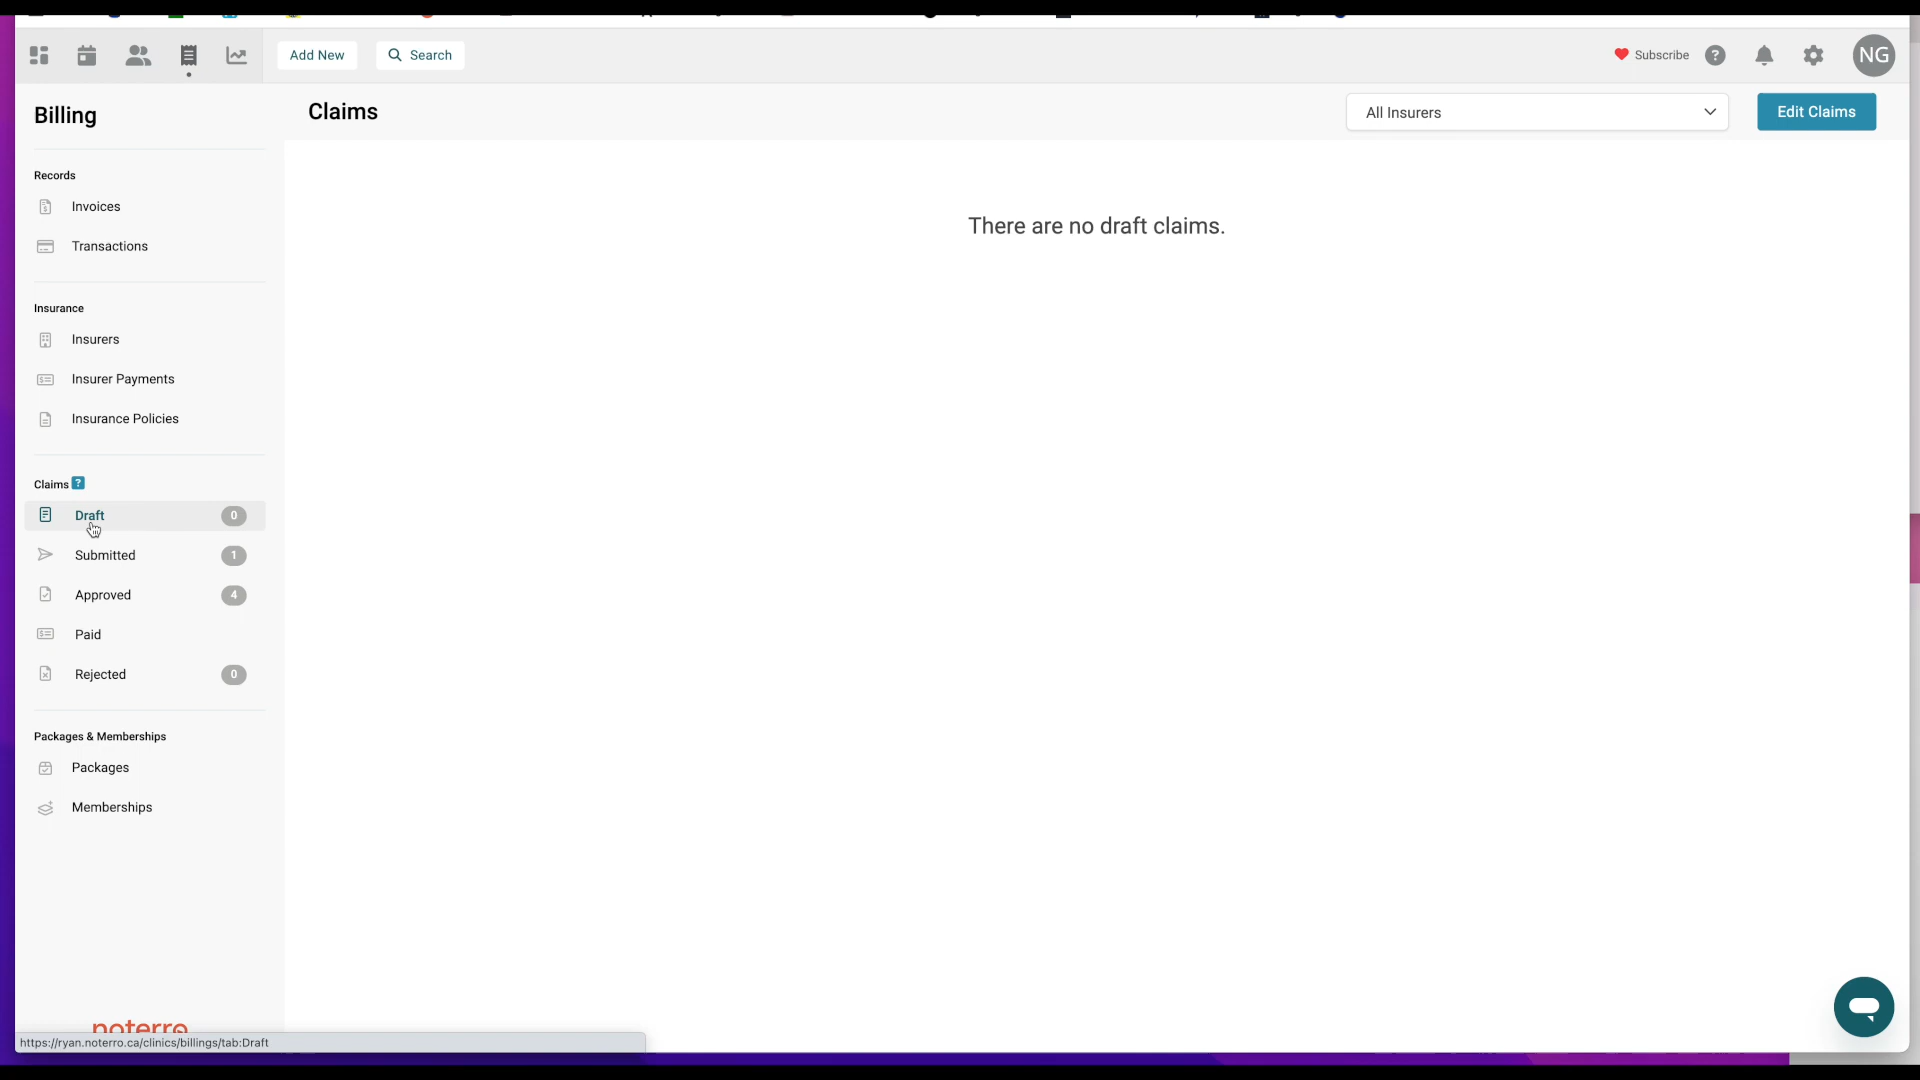 Add New
Search
Subscribe
?
NG
Billing
Claims
All Insurers
Edit Claims
Records
Invoices
Transactions
There are no draft claims.
Insurance
Insurers
Insurer Payments
Insurance Policies
Claims ?
Draft 0
Submitted 1
Approved 4
Paid
Rejected 0
Packages & Memberships
Packages
Memberships
noterro
https://ryan.noterro.ca/clinics/billings/tab:Draft